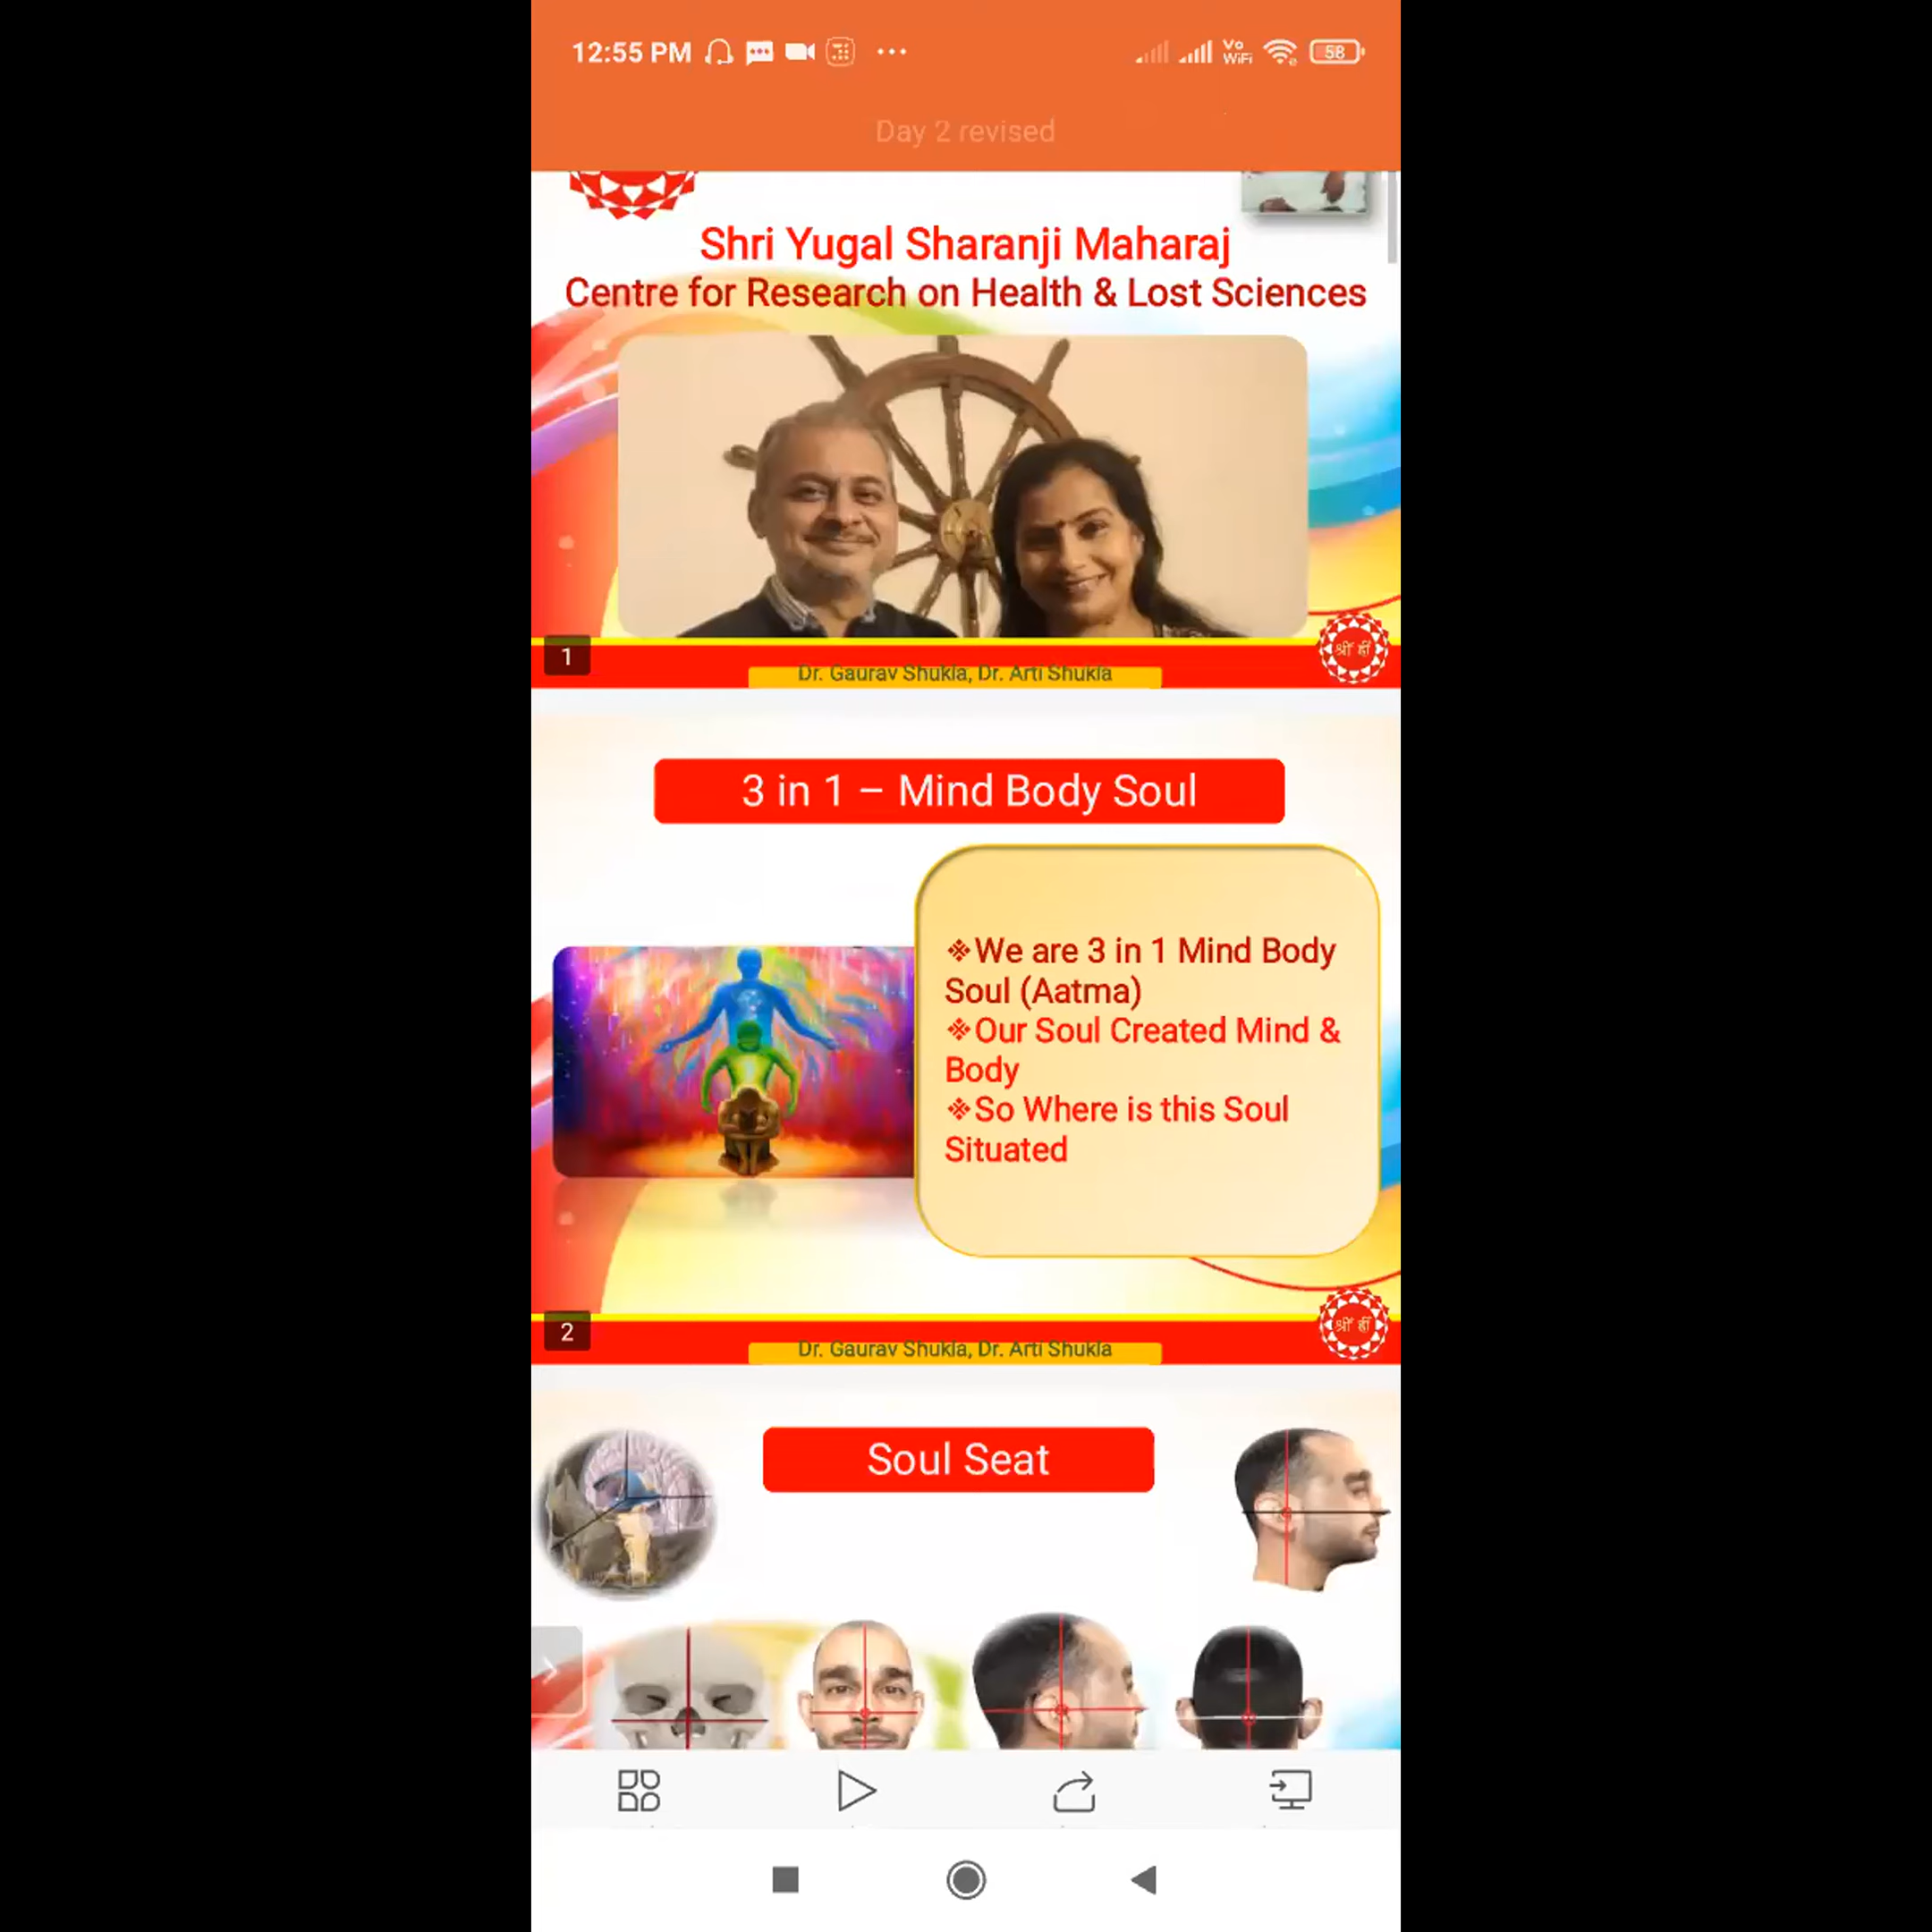 12:55 PM
Vo
WiFi
58
Day 2 revised
Shri Yugal Sharanji Maharaj
Centre for Research on Health & Lost Sciences
1
श्रीं ह्रीं
Dr. Gaurav Shukla, Dr. Arti Shukla
3 in 1 – Mind Body Soul
❖We are 3 in 1 Mind Body
Soul (Aatma)
❖Our Soul Created Mind &
Body
❖So Where is this Soul
Situated
2
श्रीं ह्रीं
Dr. Gaurav Shukla, Dr. Arti Shukla
Soul Seat